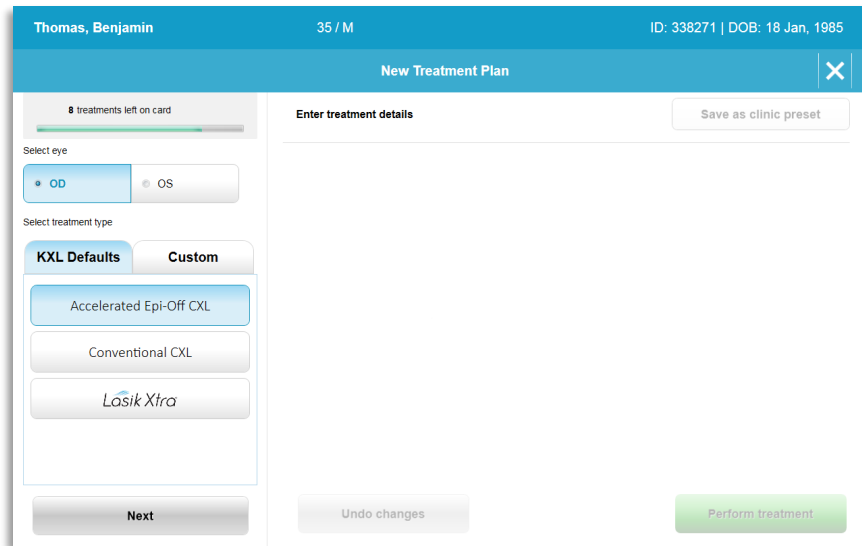 Thomas, Benjamin 35 / M ID: 338271 | DOB: 18 Jan, 1985
New Treatment Plan
8 treatments left on card
Select eye
OD OS
Select treatment type
KXL Defaults Custom
Accelerated Epi-Off CXL
Conventional CXL
Lasik Xtra
Next
Enter treatment details Save as clinic preset
Undo changes Perform treatment